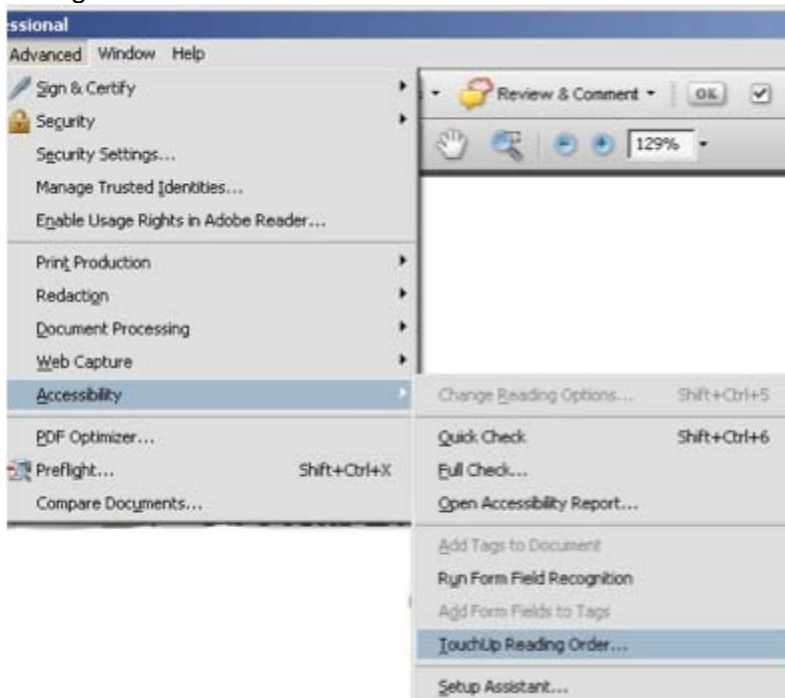 ssional
Advanced Window Help
Sign & Certify
Security
Security Settings...
Manage Trusted Identities...
Enable Usage Rights in Adobe Reader...
Print Production
Redaction
Document Processing
Web Capture
Accessibility
PDF Optimizer...
Preflight... Shift+Ctrl+X
Compare Documents...
Review & Comment OK
129%
Change Reading Options... Shift+Ctrl+5
Quick Check Shift+Ctrl+6
Full Check...
Open Accessibility Report...
Add Tags to Document
Run Form Field Recognition
Add Form Fields to Tags
TouchUp Reading Order...
Setup Assistant...